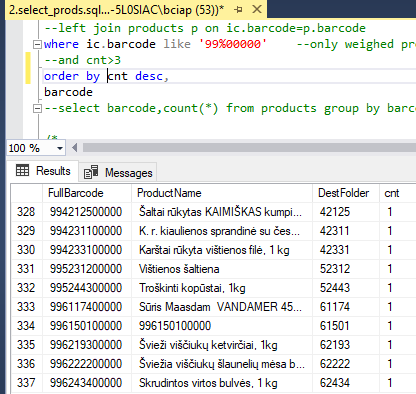 2.select_prods.sql...-5L0SIAC\bciap (53))*
--left join products p on ic.barcode=p.barcode
where ic.barcode like '99%00000' --only weighed pr
--and cnt>3
order by cnt desc,
barcode
--select barcode,count(*) from products group by barc
/*
100 %
Results Messages
FullBarcode ProductName DestFolder cnt
328 994212500000 Šaltai rūkytas KAIMIŠKAS kumpi... 42125 1
329 994231100000 K. r. kiaulienos sprandinė su čes... 42311 1
330 994233100000 Karštai rūkyta vištienos filė, 1 kg 42331 1
331 995231200000 Vištienos šaltiena 52312 1
332 995244300000 Troškinti kopūstai, 1kg 52443 1
333 996117400000 Sūris Maasdam VANDAMER 45... 61174 1
334 996150100000 996150100000 61501 1
335 996219300000 Švieži viščiukų ketvirčiai, 1kg 62193 1
336 996222200000 Šviežia viščiukų šlaunelių mėsa b... 62222 1
337 996243400000 Skrudintos virtos bulvės, 1 kg 62434 1